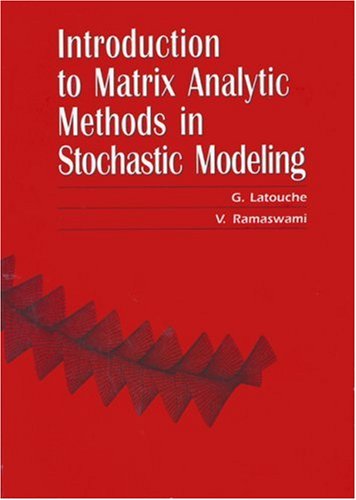 Introduction
to Matrix Analytic
Methods in
Stochastic Modeling
G. Latouche
V. Ramaswami